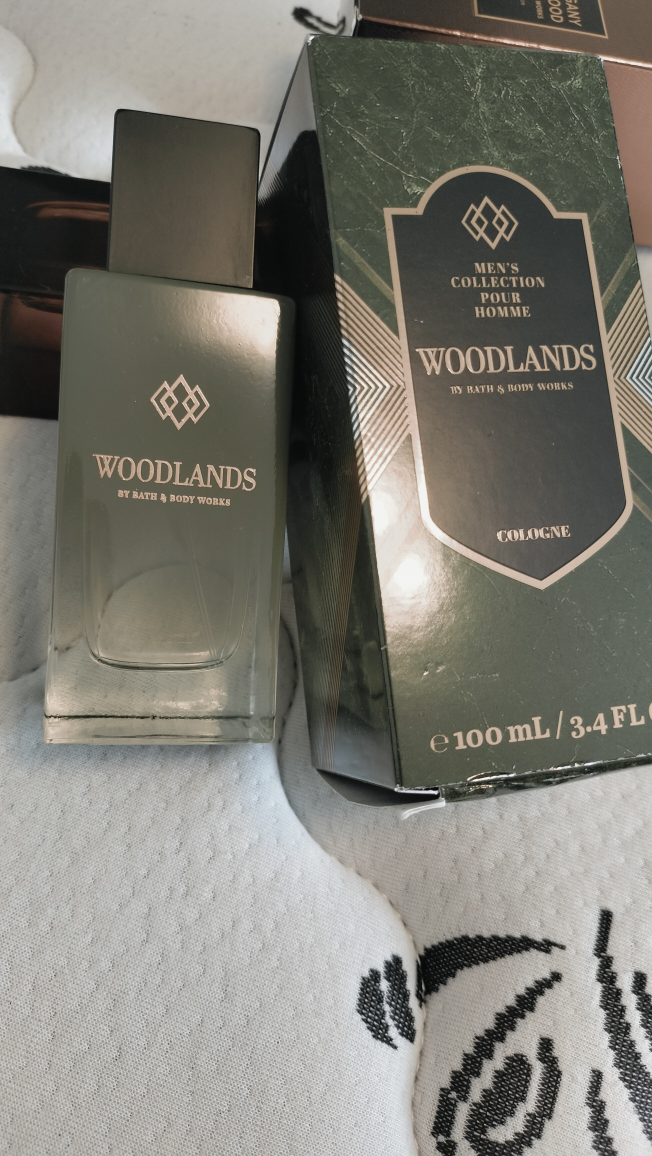 WOODLANDS
BY BATH & BODY WORKS
MEN'S
COLLECTION
POUR
HOMME
WOODLANDS
BY BATH & BODY WORKS
COLOGNE
℮ 100 mL / 3.4 FL